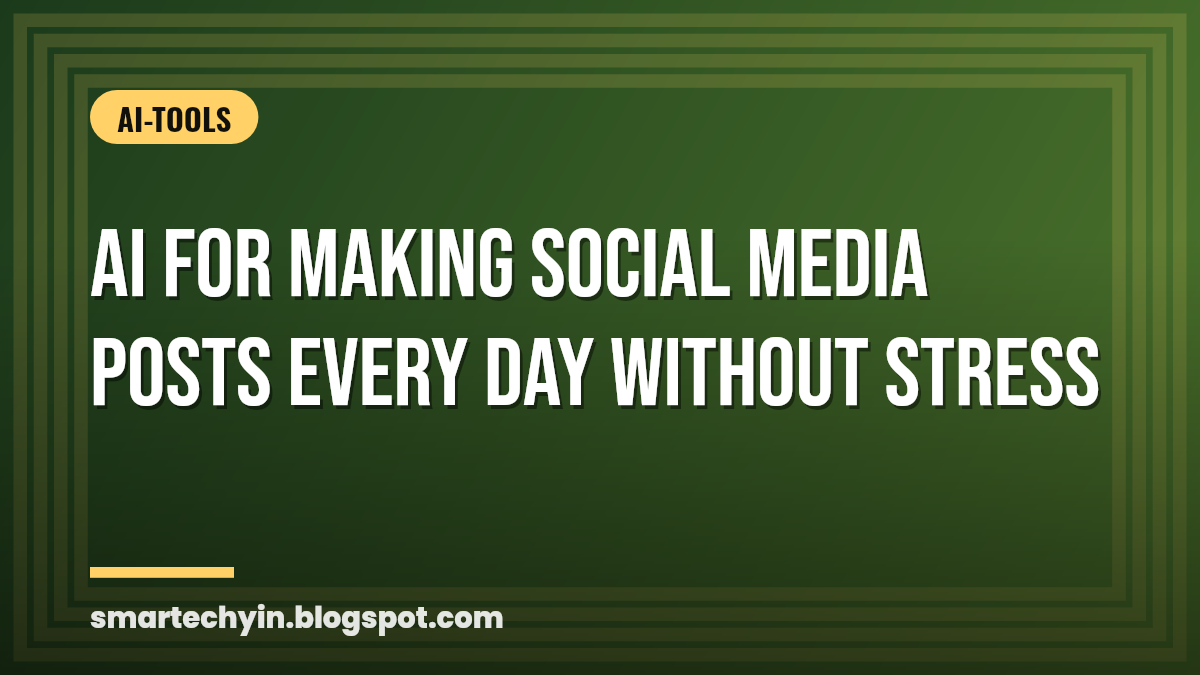 AI-TOOLS
AI FOR MAKING SOCIAL MEDIA
POSTS EVERY DAY WITHOUT STRESS
smartechyin.blogspot.com